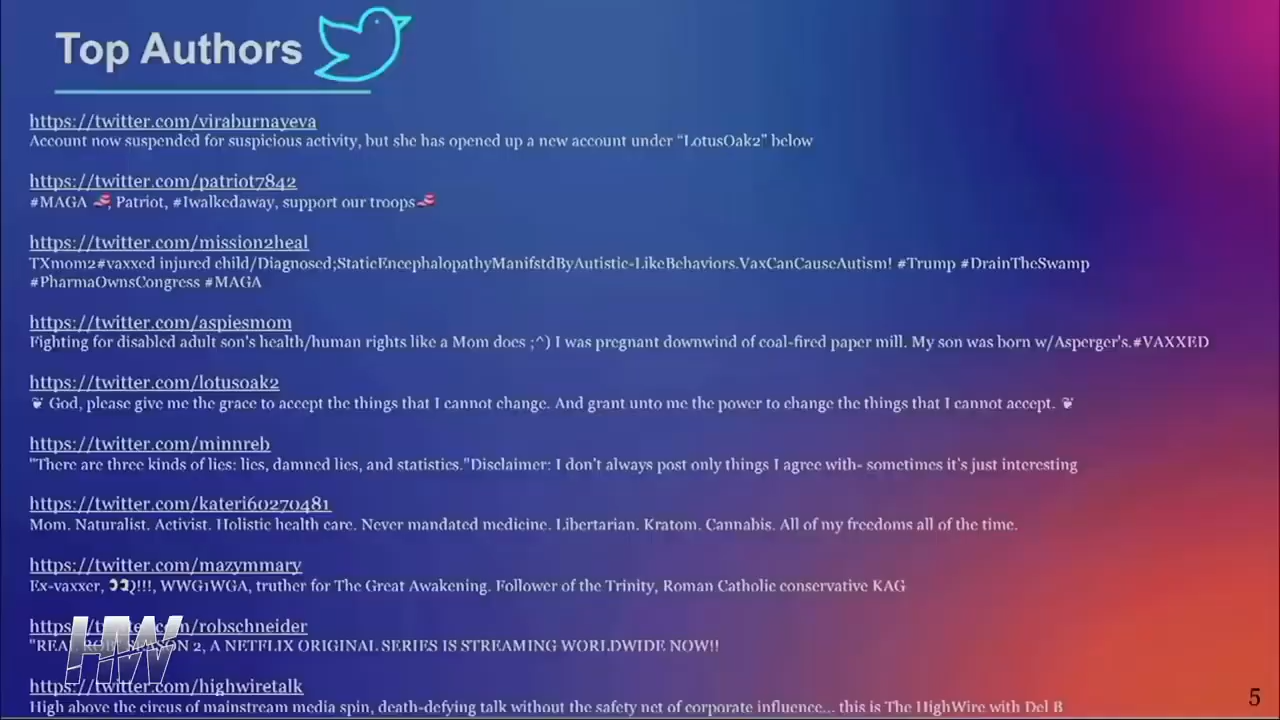 Top Authors
https://twitter.com/viraburnayeva
Account now suspended for suspicious activity, but she has opened up a new account under “LotusOak2” below
https://twitter.com/patriot7842
#MAGA 🇺🇸, Patriot, #Iwalkedaway, support our troops🇺🇸
https://twitter.com/mission2heal
TXmom2#vaxxed injured child/Diagnosed;StaticEncephalopathyManifstdByAutistic-LikeBehaviors.VaxCanCauseAutism! #Trump #DrainTheSwamp
#PharmaOwnsCongress #MAGA
https://twitter.com/aspiesmom
Fighting for disabled adult son's health/human rights like a Mom does ;^) I was pregnant downwind of coal-fired paper mill. My son was born w/Asperger's.#VAXXED
https://twitter.com/lotusoak2
❦ God, please give me the grace to accept the things that I cannot change. And grant unto me the power to change the things that I cannot accept. ❦
https://twitter.com/minnreb
"There are three kinds of lies: lies, damned lies, and statistics."Disclaimer: I don't always post only things I agree with- sometimes it's just interesting
https://twitter.com/kateri60270481
Mom. Naturalist. Activist. Holistic health care. Never mandated medicine. Libertarian. Kratom. Cannabis. All of my freedoms all of the time.
https://twitter.com/mazymmary
Ex-vaxxer, 👀Q!!!, WWG1WGA, truther for The Great Awakening. Follower of the Trinity, Roman Catholic conservative KAG
https://twitter.com/robschneider
"REAL ROB SEASON 2, A NETFLIX ORIGINAL SERIES IS STREAMING WORLDWIDE NOW!!
HW
https://twitter.com/highwiretalk
High above the circus of mainstream media spin, death-defying talk without the safety net of corporate influence... this is The HighWire with Del B
5